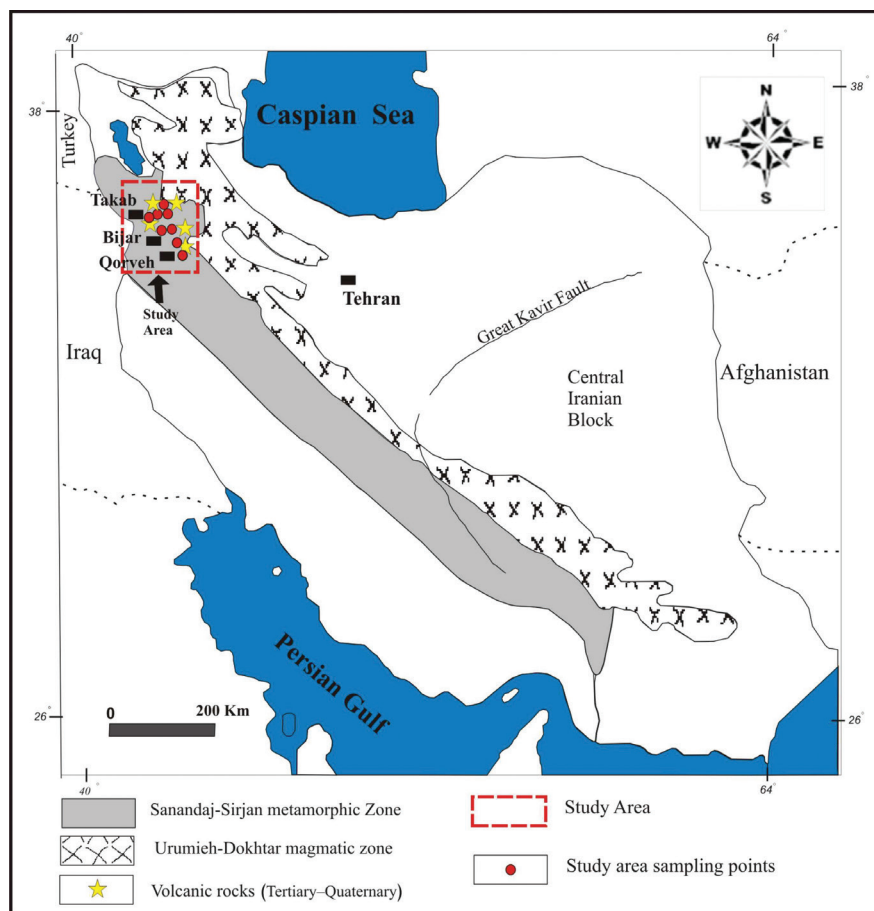 40°
64°
38°
38°
Caspian Sea
Turkey
N
W
E
S
Takab
Bijar
Qorveh
Tehran
Study
Area
Iraq
Great Kavir Fault
Central
Iranian
Block
Afghanistan
Persian Gulf
0
200 Km
26°
26°
40°
64°
Sanandaj-Sirjan metamorphic Zone
Study Area
Urumieh-Dokhtar magmatic zone
Study area sampling points
Volcanic rocks (Tertiary–Quaternary)